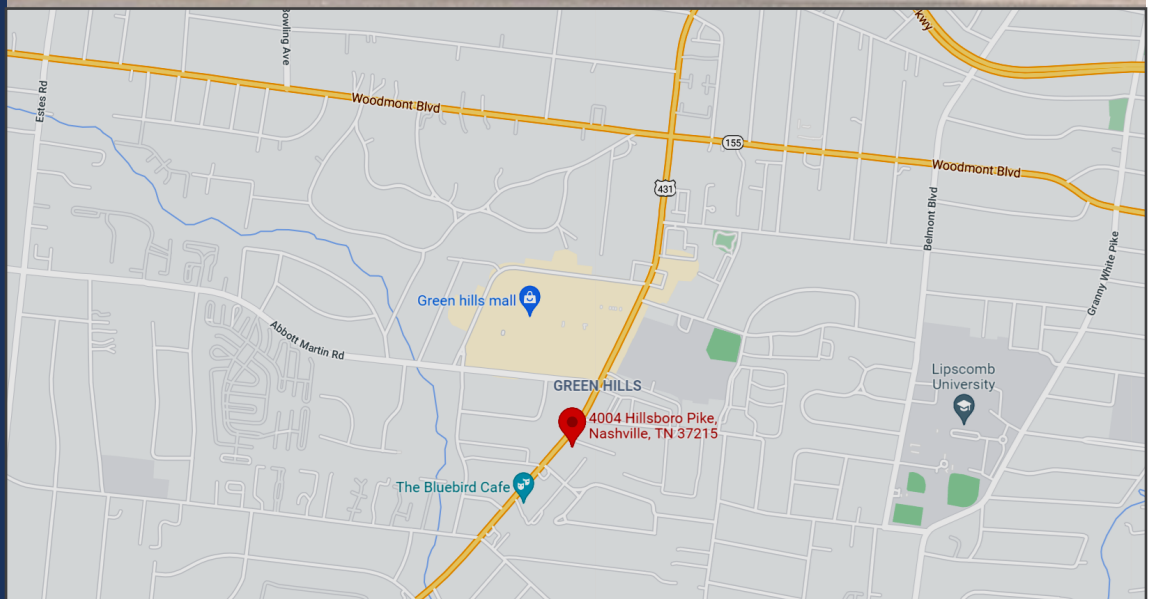 kwy
Bowling Ave
Estes Rd
Woodmont Blvd
155
Woodmont Blvd
431
Belmont Blvd
Granny White Pike
Green hills mall
Abbott Martin Rd
GREEN HILLS
Lipscomb
University
4004 Hillsboro Pike,
Nashville, TN 37215
The Bluebird Cafe